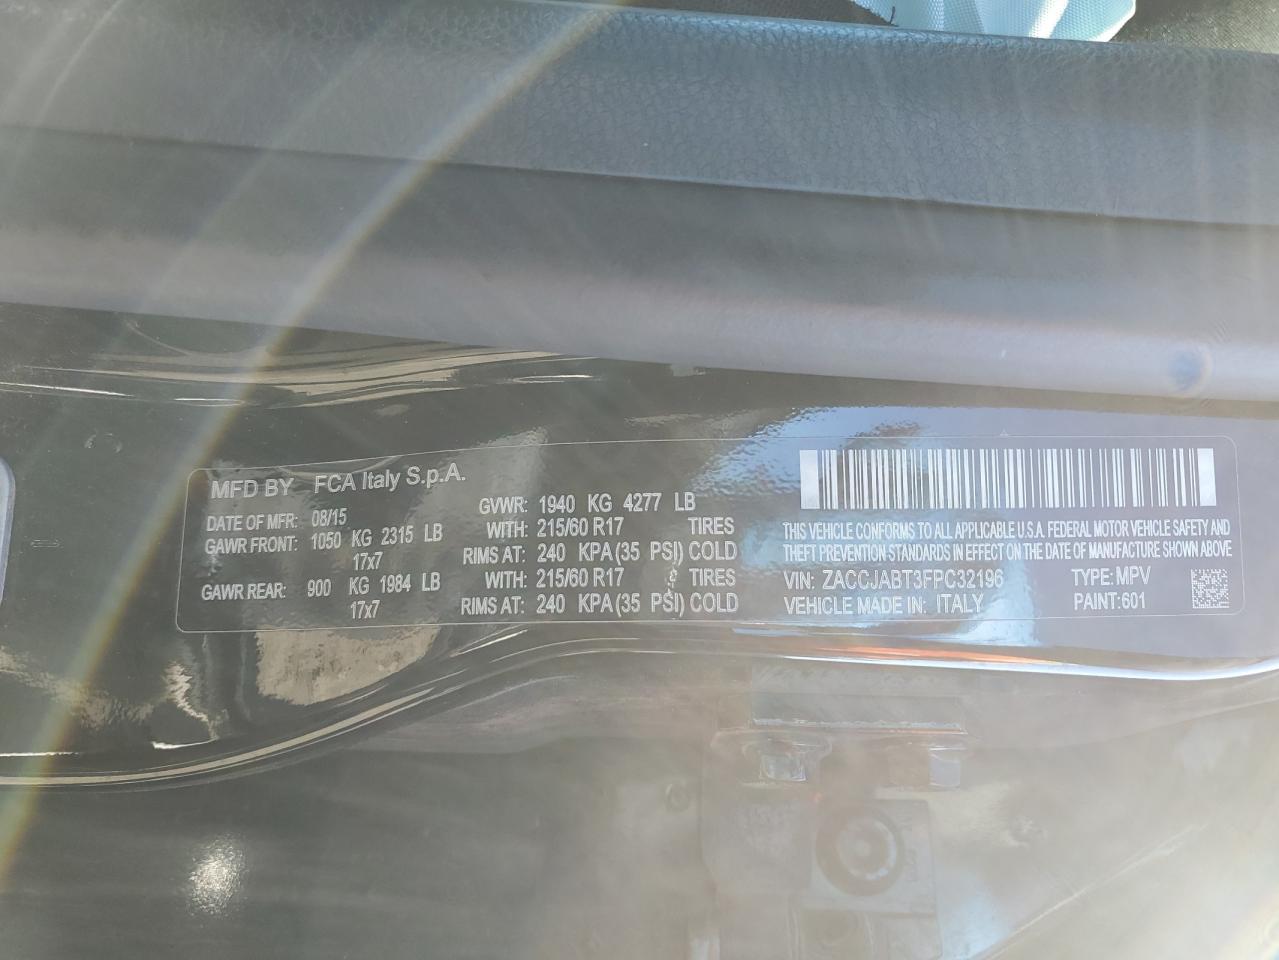 MFD BY FCA Italy S.p.A.
DATE OF MFR: 08/15 GVWR: 1940 KG 4277 LB
GAWR FRONT: 1050 KG 2315 LB WITH: 215/60 R17 TIRES
17x7 RIMS AT: 240 KPA (35 PSI) COLD
GAWR REAR: 900 KG 1984 LB WITH: 215/60 R17 TIRES
17x7 RIMS AT: 240 KPA (35 PSI) COLD
THIS VEHICLE CONFORMS TO ALL APPLICABLE U.S.A. FEDERAL MOTOR VEHICLE SAFETY AND
THEFT PREVENTION STANDARDS IN EFFECT ON THE DATE OF MANUFACTURE SHOWN ABOVE
VIN: ZACCJABT3FPC32196 TYPE: MPV
VEHICLE MADE IN: ITALY PAINT:601